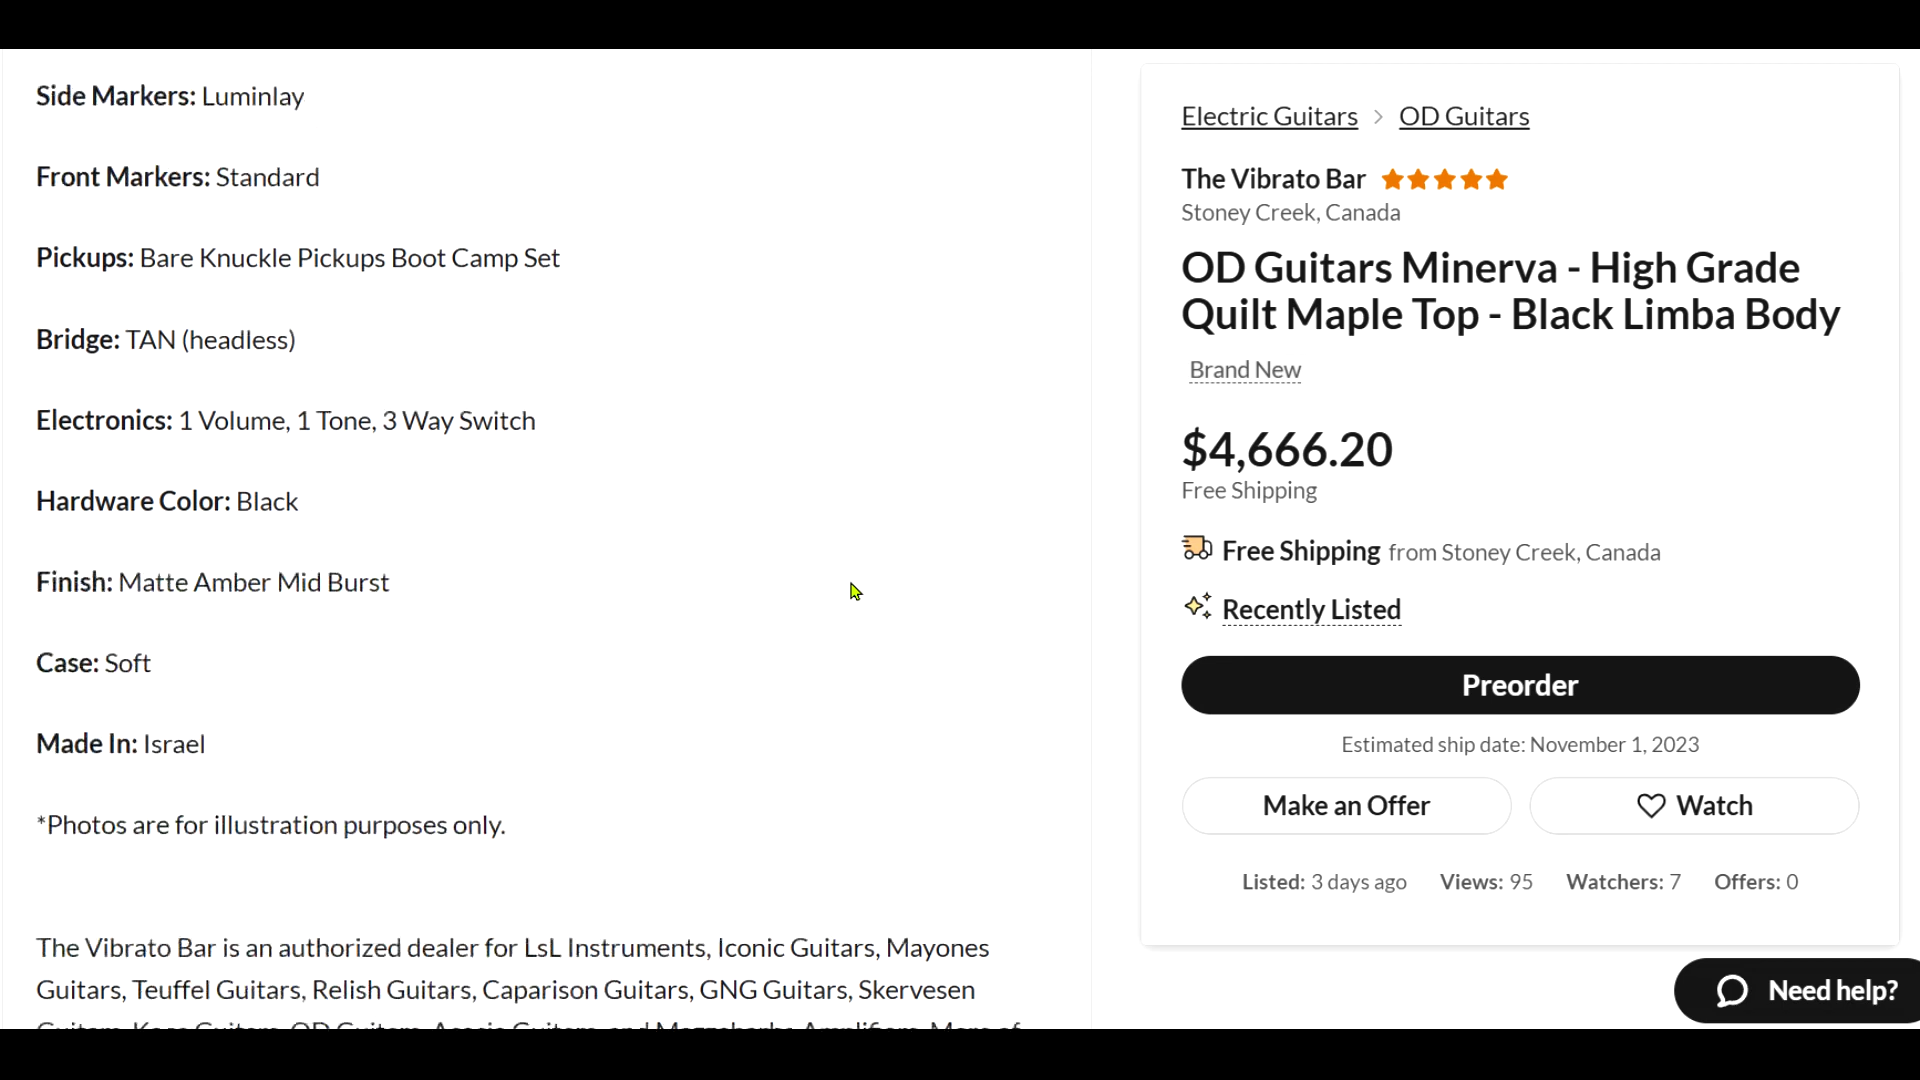 Side Markers: Luminlay
Front Markers: Standard
Pickups: Bare Knuckle Pickups Boot Camp Set
Bridge: TAN (headless)
Electronics: 1 Volume, 1 Tone, 3 Way Switch
Hardware Color: Black
Finish: Matte Amber Mid Burst
Case: Soft
Made In: Israel
*Photos are for illustration purposes only.
The Vibrato Bar is an authorized dealer for LsL Instruments, Iconic Guitars, Mayones
Guitars, Teuffel Guitars, Relish Guitars, Caparison Guitars, GNG Guitars, Skervesen
Electric Guitars > OD Guitars
The Vibrato Bar
Stoney Creek, Canada
OD Guitars Minerva - High Grade
Quilt Maple Top - Black Limba Body
Brand New
$4,666.20
Free Shipping
Free Shipping from Stoney Creek, Canada
Recently Listed
Preorder
Estimated ship date: November 1, 2023
Make an Offer
Watch
Listed: 3 days ago Views: 95 Watchers: 7 Offers: 0
Need help?